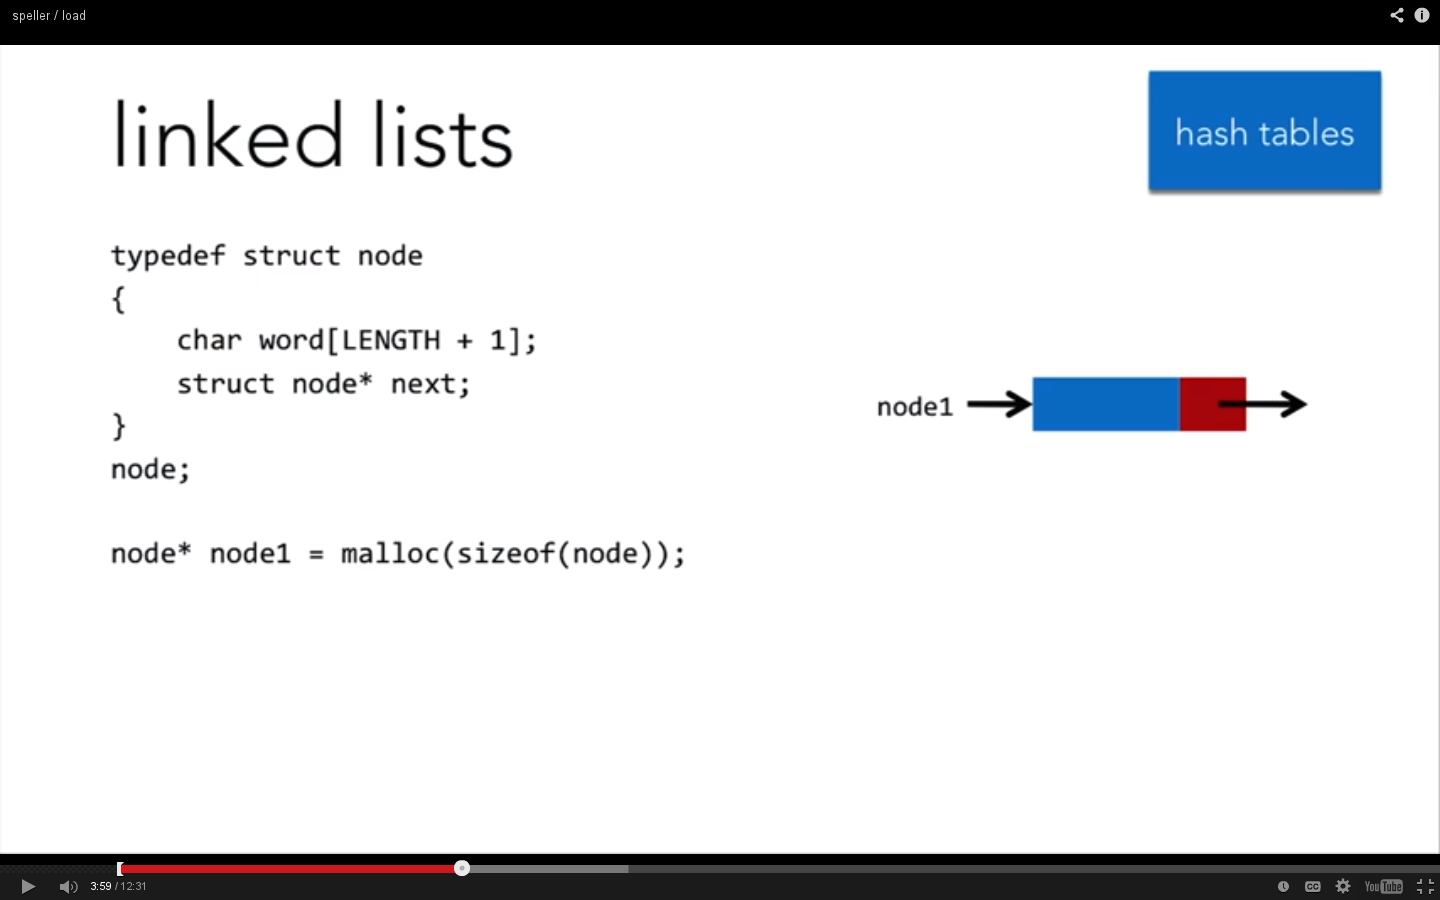 speller / load
linked lists
hash tables
typedef struct node
{
    char word[LENGTH + 1];
    struct node* next;
}
node;
node* node1 = malloc(sizeof(node));
node1
3:59 / 12:31
CC
YouTube